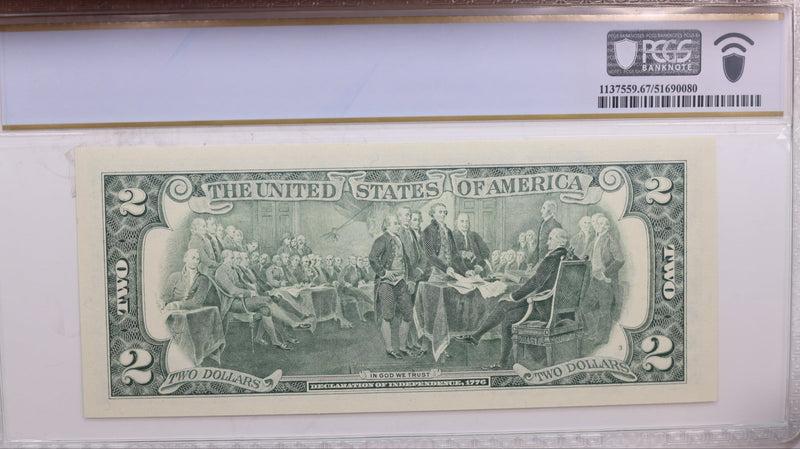 PCGS
BANKNOTE
1137559.67/51690080
THE UNITED STATES OF AMERICA
2 2
TWO TWO
2 2
3
TWO DOLLARS TWO DOLLARS
IN GOD WE TRUST
DECLARATION OF INDEPENDENCE, 1776